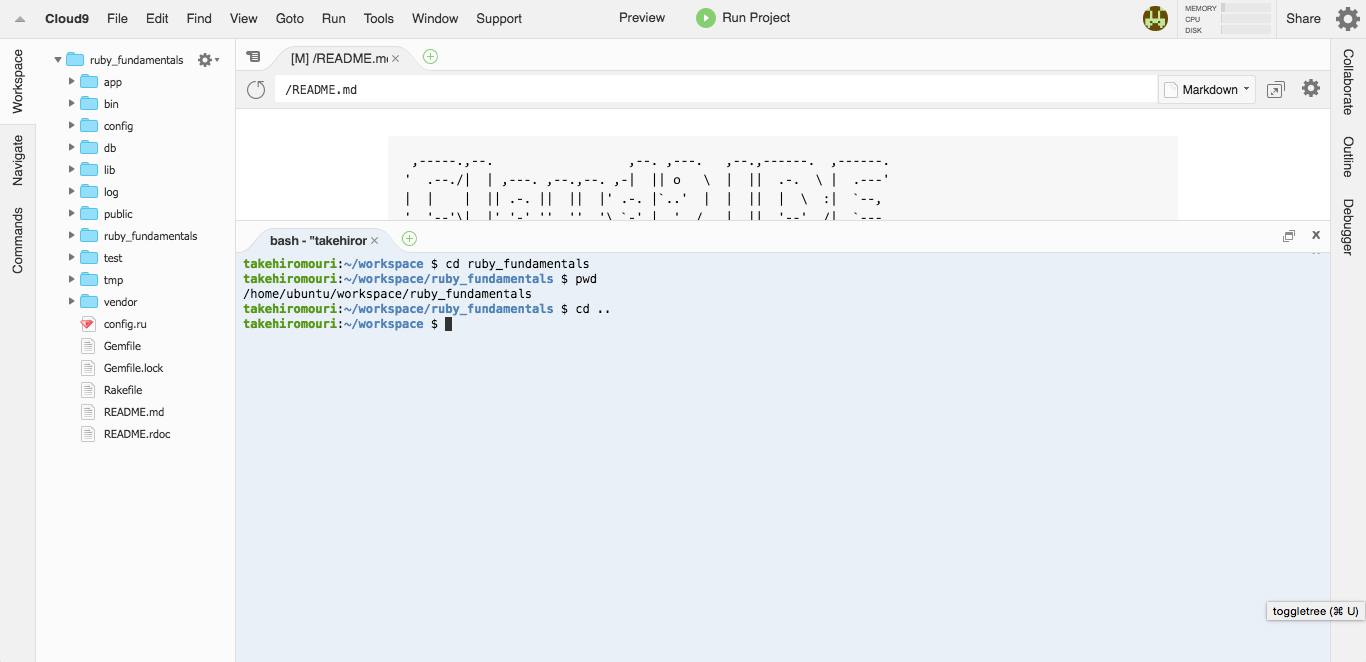 Cloud9 File Edit Find View Goto Run Tools Window Support Preview Run Project MEMORY CPU DISK Share
Workspace
Navigate
Commands
ruby_fundamentals
app
bin
config
db
lib
log
public
ruby_fundamentals
test
tmp
vendor
config.ru
Gemfile
Gemfile.lock
Rakefile
README.md
README.rdoc
[M] /README.m
/README.md Markdown
 ,-----.,--.                  ,--. ,---.   ,--.,------.  ,------.
'  .--./|  | ,---. ,--.,--. ,-|  || o   \  |  ||  .-.  \ |  .---'
|  |    |  || .-. ||  ||  |' .-. |`..'  |  |  ||  |  \  :|  `--,
'  '--'\|  |' '-' ''  ''  '\ `-' | .'  /   |  ||  '--'  /|  `---
bash - "takehiror
takehiromouri:~/workspace $ cd ruby_fundamentals
takehiromouri:~/workspace/ruby_fundamentals $ pwd
/home/ubuntu/workspace/ruby_fundamentals
takehiromouri:~/workspace/ruby_fundamentals $ cd ..
takehiromouri:~/workspace $
Collaborate
Outline
Debugger
toggletree (⌘ U)